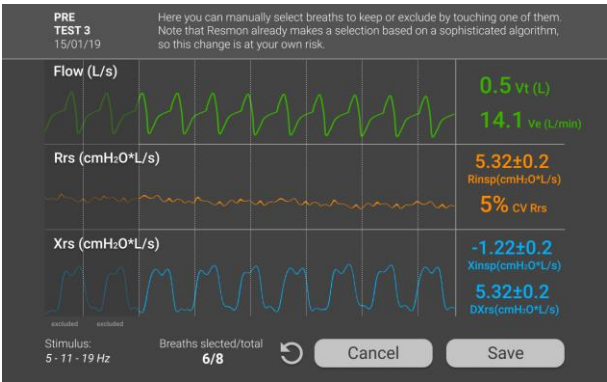 PRE
TEST 3
15/01/19
Here you can manually select breaths to keep or exclude by touching one of them.
Note that Resmon already makes a selection based on a sophisticated algorithm,
so this change is at your own risk.
Flow (L/s)
0.5 Vt (L)
14.1 Ve (L/min)
Rrs (cmH₂O*L/s)
5.32±0.2
Rinsp(cmH₂O*L/s)
5% CV Rrs
Xrs (cmH₂O*L/s)
-1.22±0.2
Xinsp(cmH₂O*L/s)
5.32±0.2
DXrs(cmH₂O*L/s)
excluded excluded
Stimulus:
5 - 11 - 19 Hz
Breaths slected/total
6/8
Cancel
Save